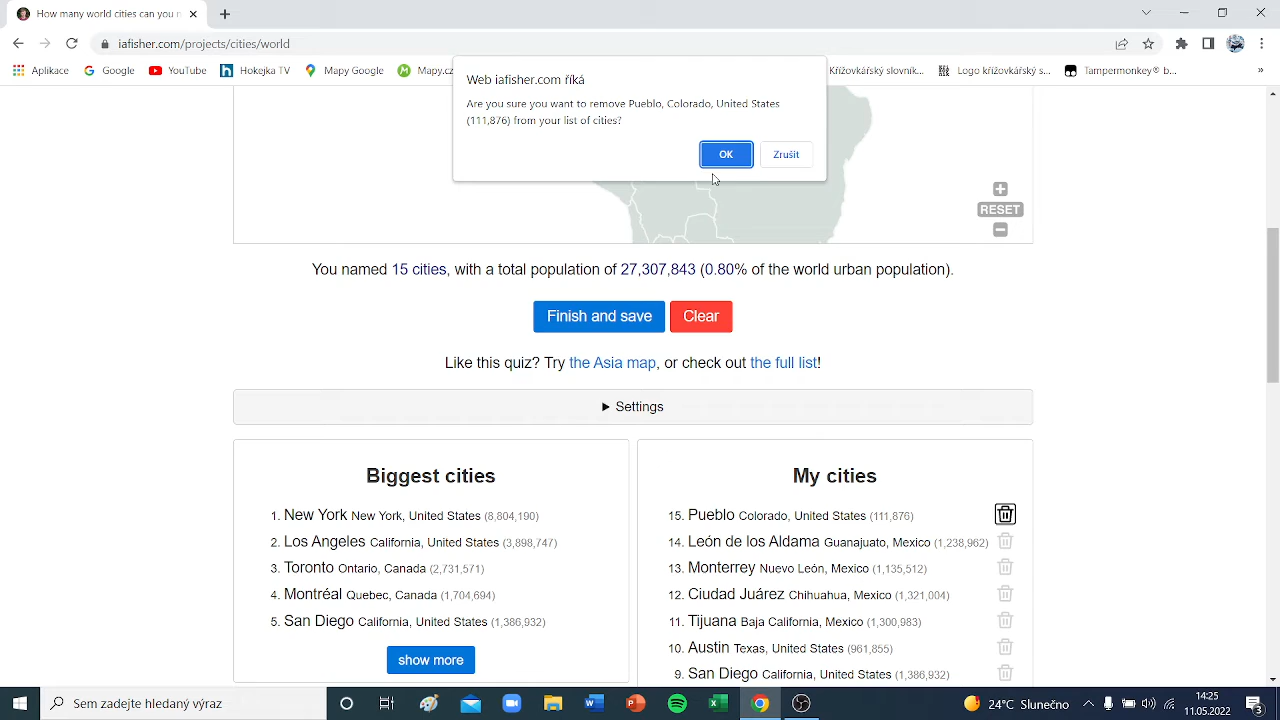 How many world cities can you n
iafisher.com/projects/cities/world
Aplikace
Google
YouTube
Hokejka TV
Mapy Google
Mapy.cz
Křížovkářský slovník...
Logo křížovkářský s...
Tampermonkey® b...
»
Web iafisher.com říká
Are you sure you want to remove Pueblo, Colorado, United States
(111,876) from your list of cities?
OK
Zrušit
RESET
You named 15 cities, with a total population of 27,307,843 (0.80% of the world urban population).
Finish and save
Clear
Like this quiz? Try the Asia map, or check out the full list!
Settings
Biggest cities
1. New York New York, United States (8,804,190)
2. Los Angeles California, United States (3,898,747)
3. Toronto Ontario, Canada (2,731,571)
4. Montréal Quebec, Canada (1,704,694)
5. San Diego California, United States (1,386,932)
show more
My cities
15. Pueblo Colorado, United States (111,876)
14. León de los Aldama Guanajuato, Mexico (1,238,962)
13. Monterrey Nuevo León, Mexico (1,135,512)
12. Ciudad Juárez Chihuahua, Mexico (1,321,004)
11. Tijuana Baja California, Mexico (1,300,983)
10. Austin Texas, United States (961,855)
9. San Diego California, United States (1,386,932)
Sem zadejte hledaný výraz
24°C Slunečno
14:25
11.05.2022